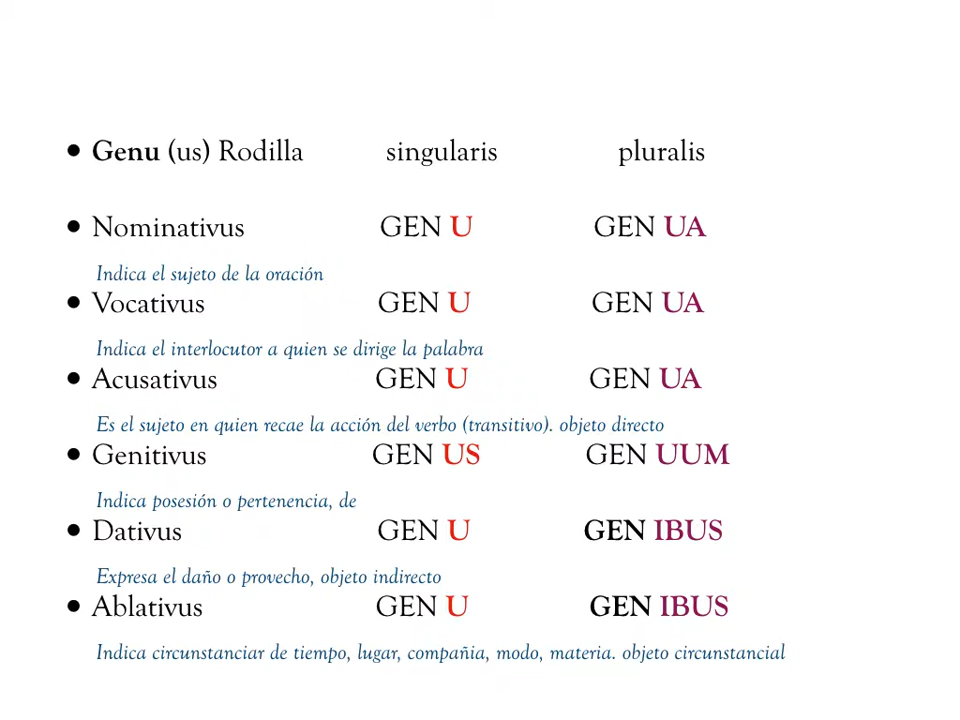 • Genu (us) Rodilla singularis pluralis
• Nominativus GEN U GEN UA
Indica el sujeto de la oración
• Vocativus GEN U GEN UA
Indica el interlocutor a quien se dirige la palabra
• Acusativus GEN U GEN UA
Es el sujeto en quien recae la acción del verbo (transitivo). objeto directo
• Genitivus GEN US GEN UUM
Indica posesión o pertenencia, de
• Dativus GEN U GEN IBUS
Expresa el daño o provecho, objeto indirecto
• Ablativus GEN U GEN IBUS
Indica circunstanciar de tiempo, lugar, compañia, modo, materia. objeto circunstancial